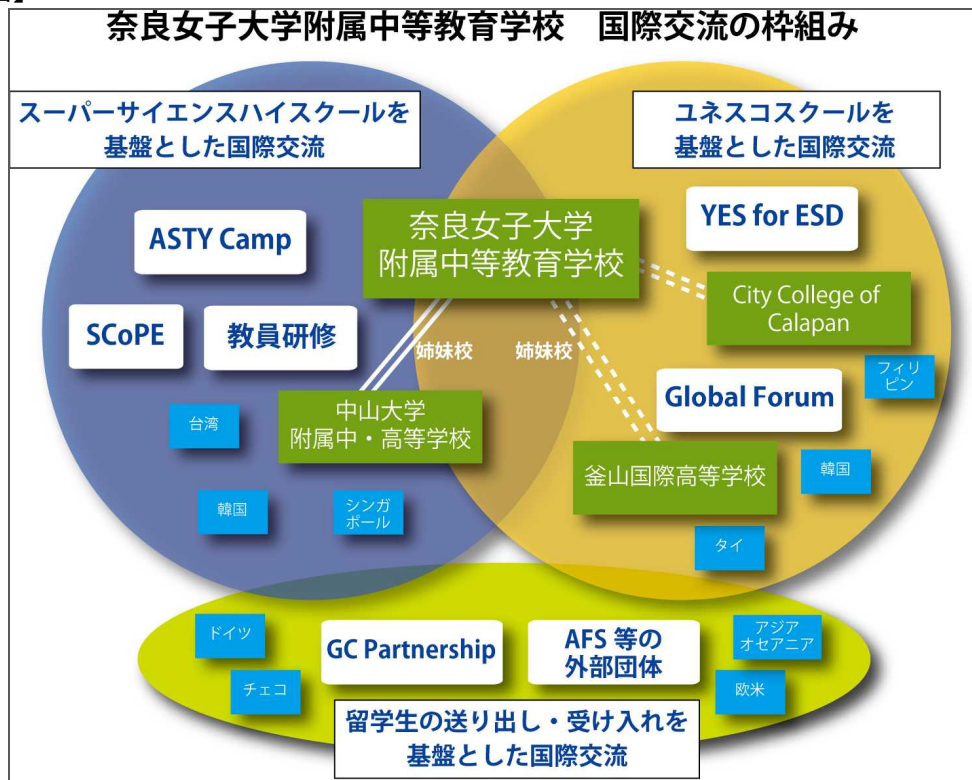 奈良女子大学附属中等教育学校 国際交流の枠組み
スーパーサイエンスハイスクールを
基盤とした国際交流
ユネスコスクールを
基盤とした国際交流
ASTY Camp
奈良女子大学
附属中等教育学校
YES for ESD
City College of
Calapan
SCoPE
教員研修
姉妹校
姉妹校
フィリ
ピン
Global Forum
台湾
中山大学
附属中・高等学校
釜山国際高等学校
韓国
韓国
シンガ
ポール
タイ
ドイツ
チェコ
GC Partnership
AFS 等の
外部団体
アジア
オセアニア
欧米
留学生の送り出し・受け入れを
基盤とした国際交流